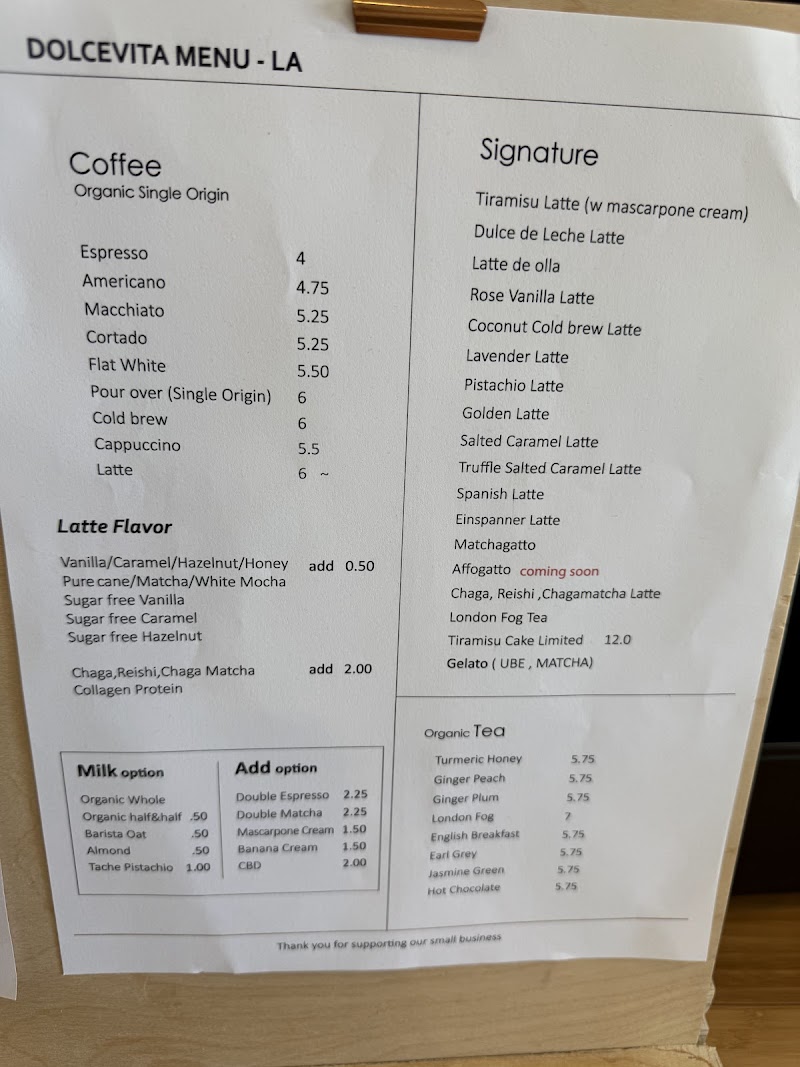 DOLCEVITA MENU - LA
Coffee
Organic Single Origin
Espresso 4
Americano 4.75
Macchiato 5.25
Cortado 5.25
Flat White 5.50
Pour over (Single Origin) 6
Cold brew 6
Cappuccino 5.5
Latte 6 ~
Latte Flavor
Vanilla/Caramel/Hazelnut/Honey add 0.50
Pure cane/Matcha/White Mocha
Sugar free Vanilla
Sugar free Caramel
Sugar free Hazelnut
Chaga,Reishi,Chaga Matcha add 2.00
Collagen Protein
Milk option
Organic Whole
Organic half&half .50
Barista Oat .50
Almond .50
Tache Pistachio 1.00
Add option
Double Espresso 2.25
Double Matcha 2.25
Mascarpone Cream 1.50
Banana Cream 1.50
CBD 2.00
Signature
Tiramisu Latte (w mascarpone cream)
Dulce de Leche Latte
Latte de olla
Rose Vanilla Latte
Coconut Cold brew Latte
Lavender Latte
Pistachio Latte
Golden Latte
Salted Caramel Latte
Truffle Salted Caramel Latte
Spanish Latte
Einspanner Latte
Matchagatto
Affogatto coming soon
Chaga, Reishi ,Chagamatcha Latte
London Fog Tea
Tiramisu Cake Limited 12.0
Gelato ( UBE , MATCHA)
Organic Tea
Turmeric Honey 5.75
Ginger Peach 5.75
Ginger Plum 5.75
London Fog 7
English Breakfast 5.75
Earl Grey 5.75
Jasmine Green 5.75
Hot Chocolate 5.75
Thank you for supporting our small business